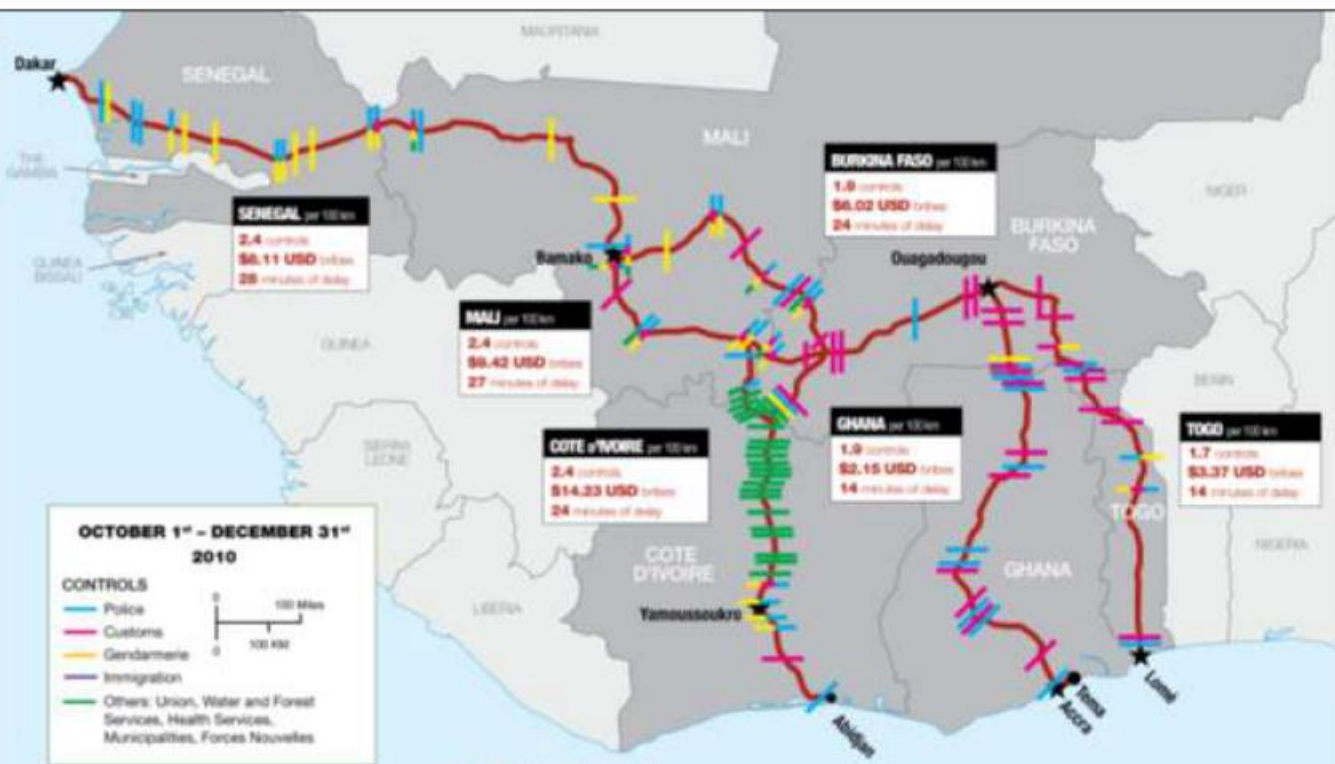 MAURITANIA
Dakar
SENEGAL
THE
GAMBIA
GUINEA
BISSAU
MALI
NIGER
BURKINA FASO per 100 km
1.9 controls
$6.02 USD bribes
24 minutes of delay
BURKINA
FASO
Ouagadougou
SENEGAL per 100 km
2.4 controls
$6.11 USD bribes
28 minutes of delay
Bamako
MALI per 100 km
2.4 controls
$9.42 USD bribes
27 minutes of delay
GUINEA
BENIN
SIERRA
LEONE
COTE D'IVOIRE per 100 km
2.4 controls
$14.23 USD bribes
24 minutes of delay
GHANA per 100 km
1.9 controls
$2.15 USD bribes
14 minutes of delay
TOGO per 100 km
1.7 controls
$3.37 USD bribes
14 minutes of delay
TOGO
NIGERIA
COTE
D'IVOIRE
GHANA
LIBERIA
Yamoussoukro
Abidjan
Accra
Tema
Lomé
OCTOBER 1st – DECEMBER 31st
2010
CONTROLS
Police
Customs
Gendarmerie
Immigration
Others: Union, Water and Forest
Services, Health Services,
Municipalities, Forces Nouvelles
0
100 Miles
0
100 KM